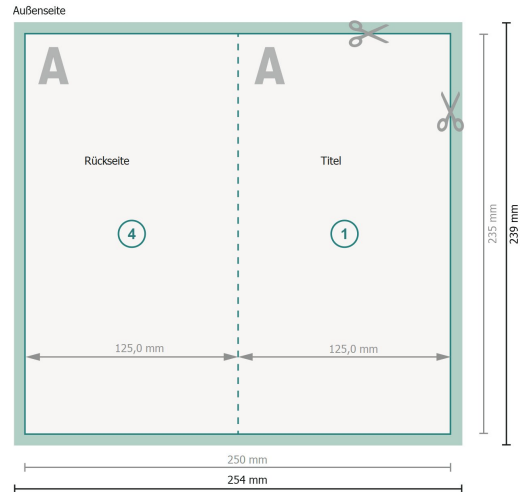 Außenseite
A
A
Rückseite
Titel
4
1
125,0 mm
125,0 mm
235 mm
239 mm
250 mm
254 mm